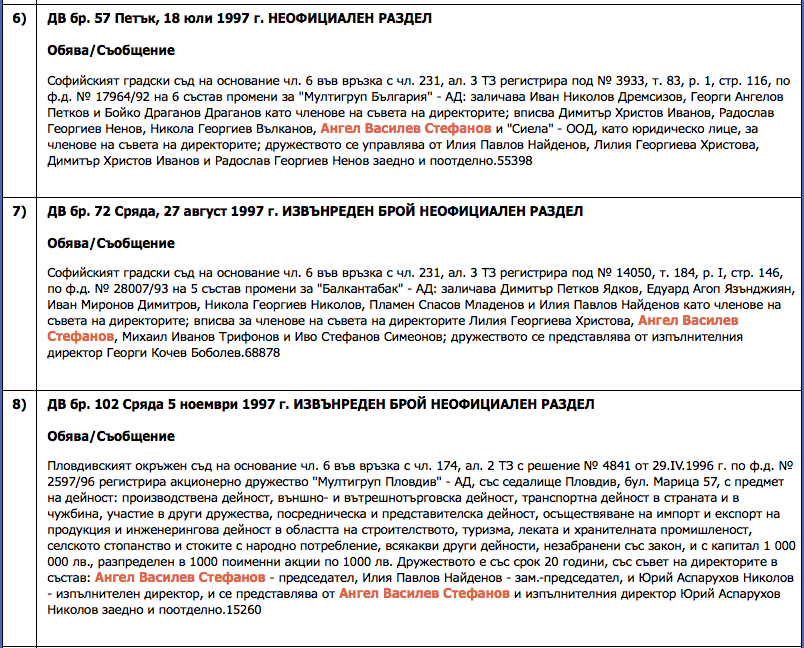 6)
ДВ бр. 57 Петък, 18 юли 1997 г. НЕОФИЦИАЛЕН РАЗДЕЛ
Обява/Съобщение
Софийският градски съд на основание чл. 6 във връзка с чл. 231, ал. 3 ТЗ регистрира под № 3933, т. 83, р. 1, стр. 116, по
ф.д. № 17964/92 на 6 състав промени за "Мултигруп България" - АД: заличава Иван Николов Дремсизов, Георги Ангелов
Петков и Бойко Драганов Драганов като членове на съвета на директорите; вписва Димитър Христов Иванов, Радослав
Георгиев Ненов, Никола Георгиев Вълканов, Ангел Василев Стефанов и "Сиела" - ООД, като юридическо лице, за
членове на съвета на директорите; дружеството се управлява от Илия Павлов Найденов, Лилия Георгиева Христова,
Димитър Христов Иванов и Радослав Георгиев Ненов заедно и поотделно.55398
7)
ДВ бр. 72 Сряда, 27 август 1997 г. ИЗВЪНРЕДЕН БРОЙ НЕОФИЦИАЛЕН РАЗДЕЛ
Обява/Съобщение
Софийският градски съд на основание чл. 6 във връзка с чл. 231, ал. 3 ТЗ регистрира под № 14050, т. 184, р. I, стр. 146,
по ф.д. № 28007/93 на 5 състав промени за "Балкантабак" - АД: заличава Димитър Петков Ядков, Едуард Агоп Язънджиян,
Иван Миронов Димитров, Никола Георгиев Николов, Пламен Спасов Младенов и Илия Павлов Найденов като членове на
съвета на директорите; вписва за членове на съвета на директорите Лилия Георгиева Христова, Ангел Василев
Стефанов, Михаил Иванов Трифонов и Иво Стефанов Симеонов; дружеството се представлява от изпълнителния
директор Георги Кочев Боболев.68878
8)
ДВ бр. 102 Сряда 5 ноември 1997 г. ИЗВЪНРЕДЕН БРОЙ НЕОФИЦИАЛЕН РАЗДЕЛ
Обява/Съобщение
Пловдивският окръжен съд на основание чл. 6 във връзка с чл. 174, ал. 2 ТЗ с решение № 4841 от 29.IV.1996 г. по ф.д. №
2597/96 регистрира акционерно дружество "Мултигруп Пловдив" - АД, със седалище Пловдив, бул. Марица 57, с предмет
на дейност: производствена дейност, външно- и вътрешнотърговска дейност, транспортна дейност в страната и в
чужбина, участие в други дружества, посредническа и представителска дейност, осъществяване на импорт и експорт на
продукция и инженерингова дейност в областта на строителството, туризма, леката и хранителната промишленост,
селското стопанство и стоките с народно потребление, всякакви други дейности, незабранени със закон, и с капитал 1 000
000 лв., разпределен в 1000 поименни акции по 1000 лв. Дружеството е със срок 20 години, със съвет на директорите в
състав: Ангел Василев Стефанов - председател, Илия Павлов Найденов - зам.-председател, и Юрий Аспарухов Николов
- изпълнителен директор, и се представлява от Ангел Василев Стефанов и изпълнителния директор Юрий Аспарухов
Николов заедно и поотделно.15260